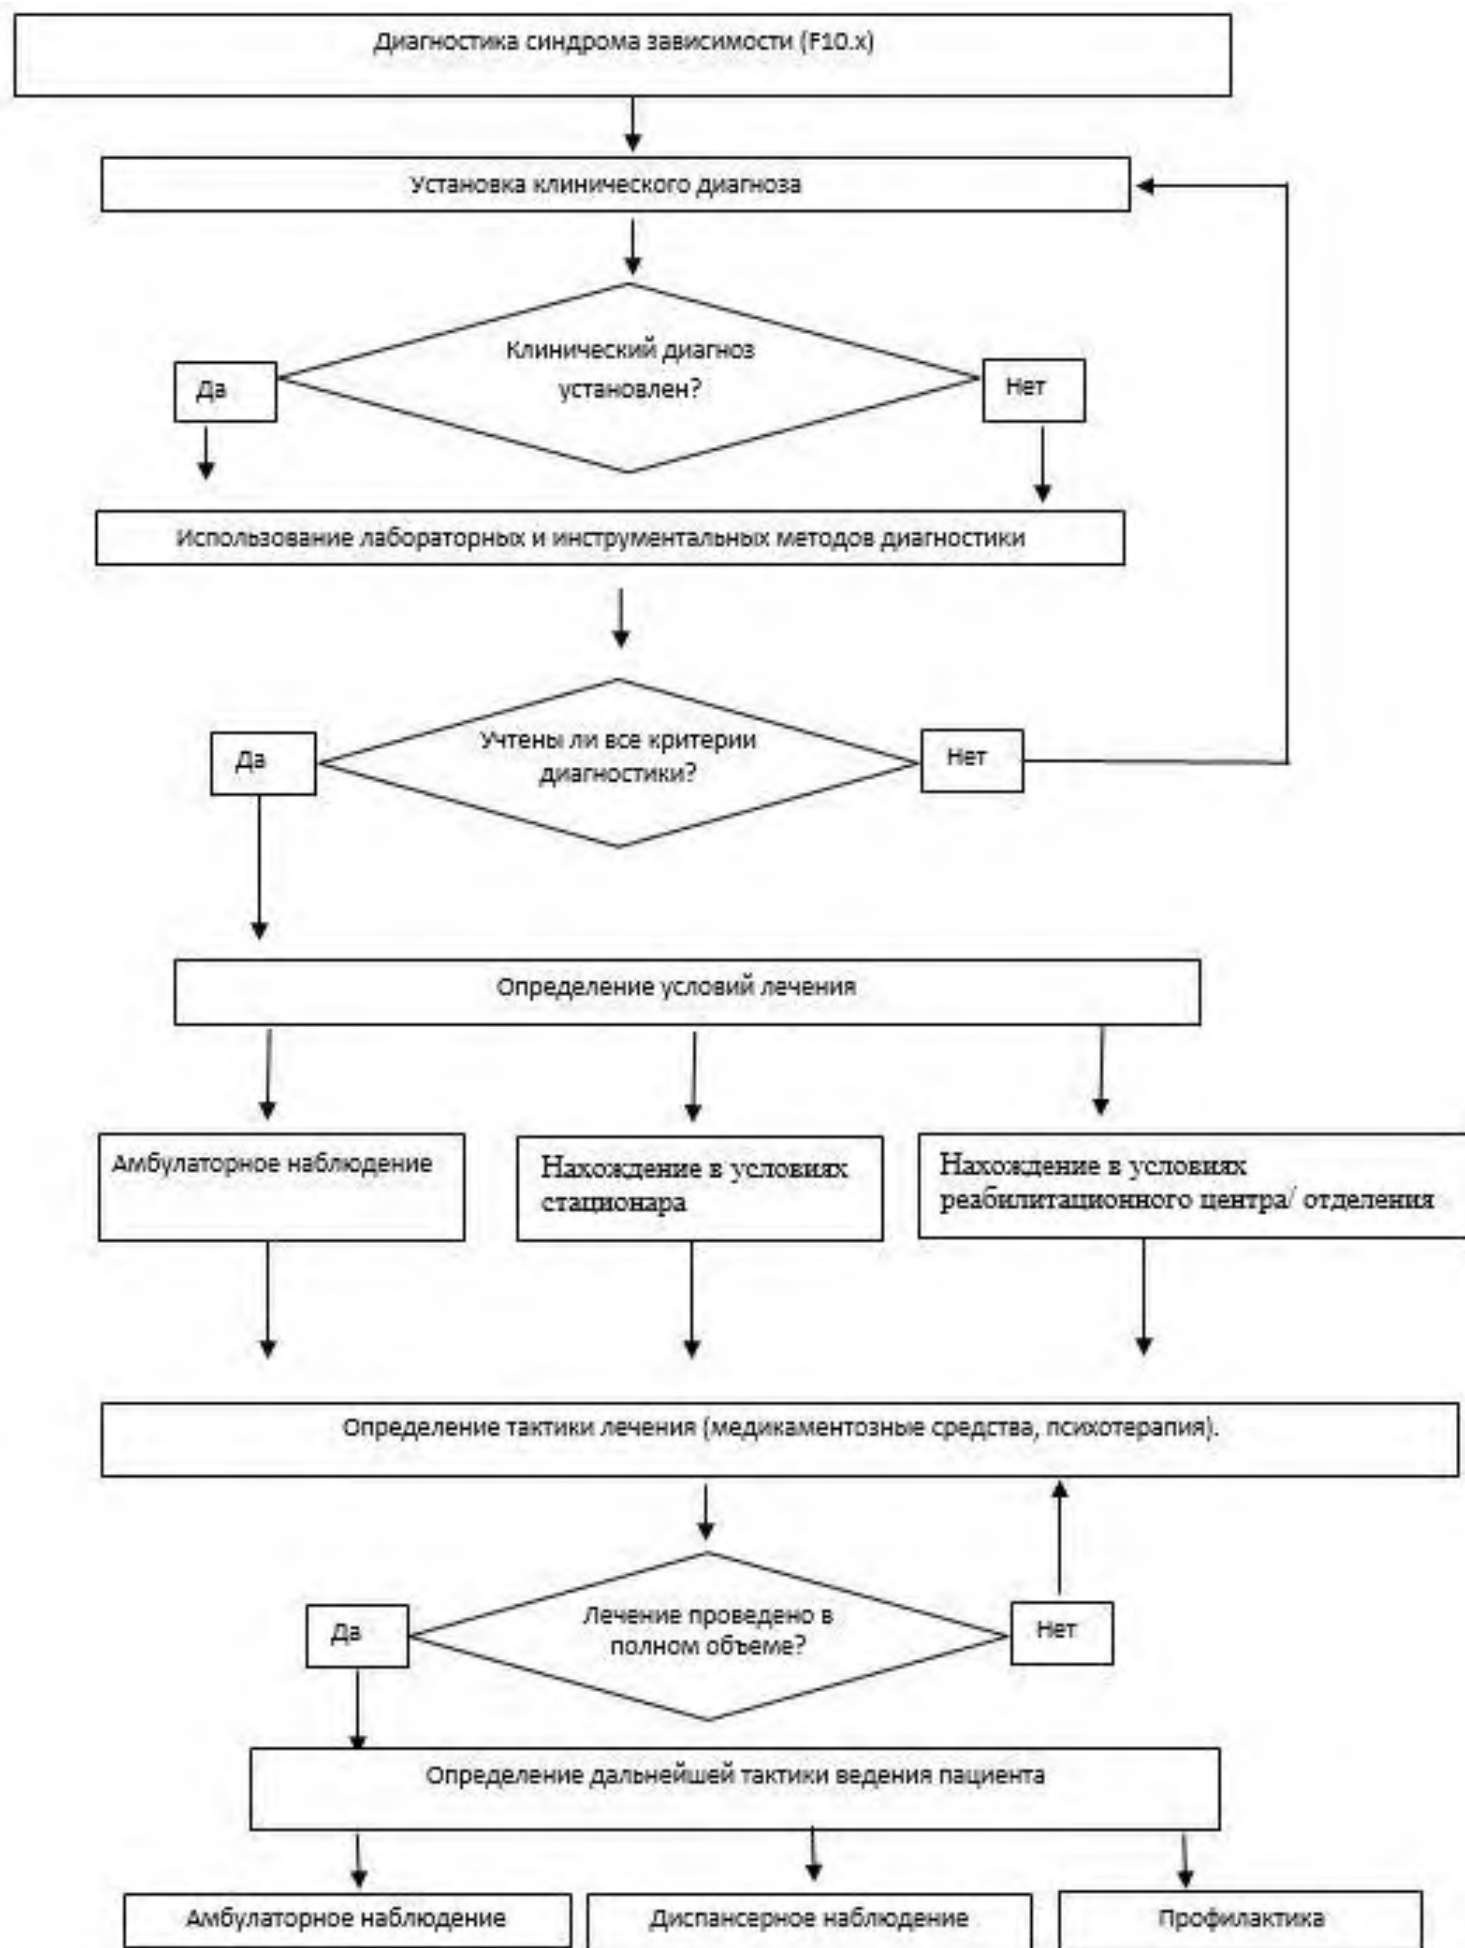 Диагностика синдрома зависимости (F10.x)
Установка клинического диагноза
Клинический диагноз
установлен?
Да
Нет
Использование лабораторных и инструментальных методов диагностики
Учтены ли все критерии
диагностики?
Да
Нет
Определение условий лечения
Амбулаторное наблюдение
Нахождение в условиях
стационара
Нахождение в условиях
реабилитационного центра/ отделения
Определение тактики лечения (медикаментозные средства, психотерапия).
Лечение проведено в
полном объеме?
Да
Нет
Определение дальнейшей тактики ведения пациента
Амбулаторное наблюдение
Диспансерное наблюдение
Профилактика